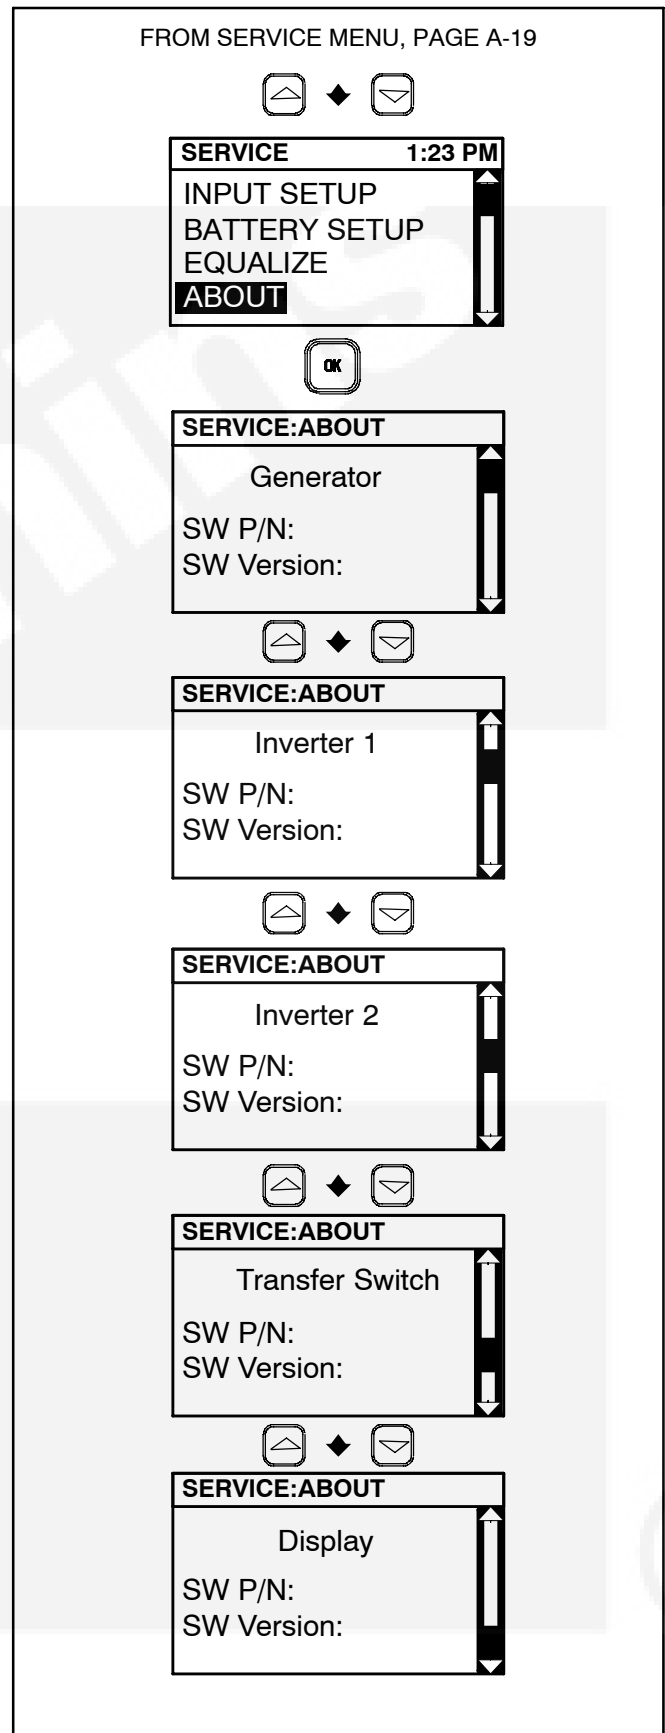 FROM SERVICE MENU, PAGE A-19
SERVICE 1:23 PM
INPUT SETUP
BATTERY SETUP
EQUALIZE
ABOUT
OK
SERVICE:ABOUT
Generator
SW P/N:
SW Version:
SERVICE:ABOUT
Inverter 1
SW P/N:
SW Version:
SERVICE:ABOUT
Inverter 2
SW P/N:
SW Version:
SERVICE:ABOUT
Transfer Switch
SW P/N:
SW Version:
SERVICE:ABOUT
Display
SW P/N:
SW Version: